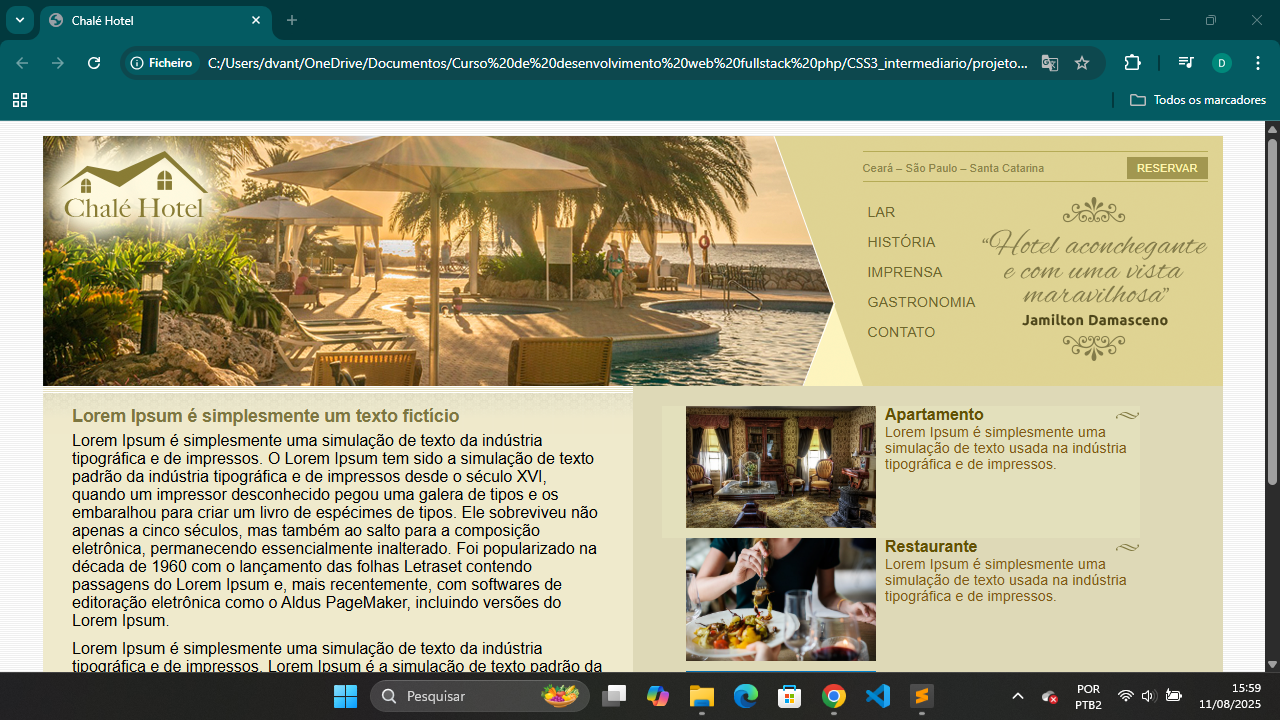 Chalé Hotel
Ficheiro
C:/Users/dvant/OneDrive/Documentos/Curso%20de%20desenvolvimento%20web%20fullstack%20php/CSS3_intermediario/projeto...
D
Todos os marcadores
Chalé Hotel
Ceará – São Paulo – Santa Catarina
RESERVAR
LAR
HISTÓRIA
IMPRENSA
GASTRONOMIA
CONTATO
“Hotel aconchegante
e com uma vista
maravilhosa”
Jamilton Damasceno
Lorem Ipsum é simplesmente um texto fictício
Lorem Ipsum é simplesmente uma simulação de texto da indústria
tipográfica e de impressos. O Lorem Ipsum tem sido a simulação de texto
padrão da indústria tipográfica e de impressos desde o século XVI,
quando um impressor desconhecido pegou uma galera de tipos e os
embaralhou para criar um livro de espécimes de tipos. Ele sobreviveu não
apenas a cinco séculos, mas também ao salto para a composição
eletrônica, permanecendo essencialmente inalterado. Foi popularizado na
década de 1960 com o lançamento das folhas Letraset contendo
passagens do Lorem Ipsum e, mais recentemente, com softwares de
editoração eletrônica como o Aldus PageMaker, incluindo versões do
Lorem Ipsum.
Lorem Ipsum é simplesmente uma simulação de texto da indústria
tipográfica e de impressos. Lorem Ipsum é a simulação de texto padrão da
Apartamento
Lorem Ipsum é simplesmente uma
simulação de texto usada na indústria
tipográfica e de impressos.
Restaurante
Lorem Ipsum é simplesmente uma
simulação de texto usada na indústria
tipográfica e de impressos.
Pesquisar
POR
PTB2
15:59
11/08/2025